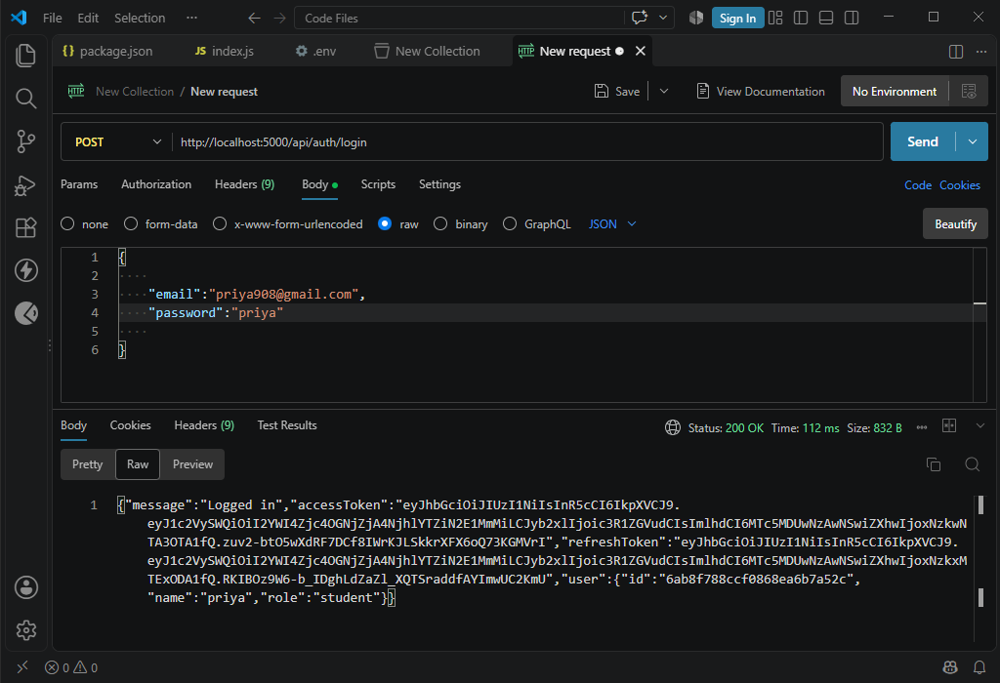 File Edit Selection ··· Code Files Sign In
{} package.json JS index.js .env New Collection HTTP New request
HTTP New Collection / New request Save View Documentation No Environment
POST http://localhost:5000/api/auth/login Send
Params Authorization Headers (9) Body Scripts Settings Code Cookies
none form-data x-www-form-urlencoded raw binary GraphQL JSON Beautify
1 {
2 ····
3 ····"email":"priya908@gmail.com",
4 ····"password":"priya"
5 ····
6 }
Body Cookies Headers (9) Test Results Status: 200 OK Time: 112 ms Size: 832 B
Pretty Raw Preview
1 {"message":"Logged in","accessToken":"eyJhbGciOiJIUzI1NiIsInR5cCI6IkpXVCJ9.
eyJ1c2VySWQiOiI2YWI4Zjc4OGNjZjA4NjhlYTZiN2E1MmMiLCJyb2xlIjoic3R1ZGVudCIsImlhdCI6MTc5MDUwNzAwNSwiZXhwIjoxNzkwN
TA3OTA1fQ.zuv2-btO5wXdRF7DCf8IWrKJLSkkrXFX6oQ73KGMVrI","refreshToken":"eyJhbGciOiJIUzI1NiIsInR5cCI6IkpXVCJ9.
eyJ1c2VySWQiOiI2YWI4Zjc4OGNjZjA4NjhlYTZiN2E1MmMiLCJyb2xlIjoic3R1ZGVudCIsImlhdCI6MTc5MDUwNzAwNSwiZXhwIjoxNzkxM
TExODA1fQ.RKIBOz9W6-b_IDghLdZaZl_XQTSraddfAYImwUC2KmU","user":{"id":"6ab8f788ccf0868ea6b7a52c",
"name":"priya","role":"student"}}
0 0